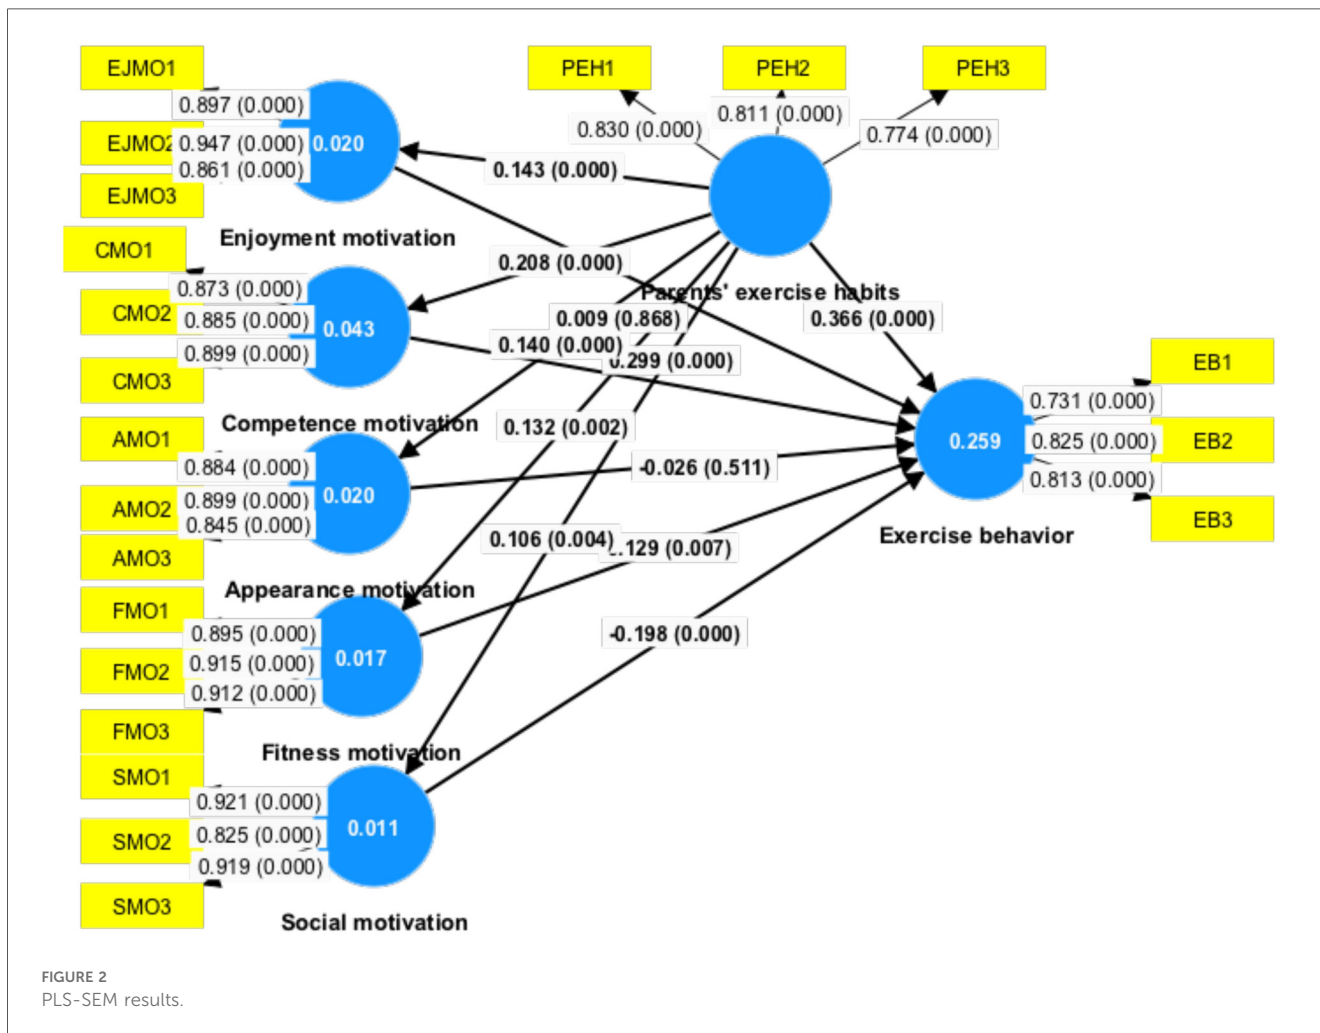 EJMO1
PEH1
PEH2
PEH3
0.897 (0.000)
0.830 (0.000)
0.811 (0.000)
0.774 (0.000)
EJMO2
0.947 (0.000)
0.020
0.861 (0.000)
0.143 (0.000)
EJMO3
Enjoyment motivation
CMO1
0.208 (0.000)
0.873 (0.000)
Parents' exercise habits
CMO2
0.885 (0.000)
0.043
0.009 (0.868)
0.366 (0.000)
0.899 (0.000)
0.140 (0.000)
0.299 (0.000)
CMO3
EB1
0.731 (0.000)
Competence motivation
0.132 (0.002)
AMO1
0.259
0.825 (0.000)
EB2
0.884 (0.000)
-0.026 (0.511)
0.813 (0.000)
AMO2
0.899 (0.000)
0.020
0.845 (0.000)
EB3
Exercise behavior
AMO3
0.106 (0.004)
.129 (0.007)
Appearance motivation
FMO1
0.895 (0.000)
-0.198 (0.000)
FMO2
0.915 (0.000)
0.017
0.912 (0.000)
FMO3
Fitness motivation
SMO1
0.921 (0.000)
SMO2
0.825 (0.000)
0.011
0.919 (0.000)
SMO3
Social motivation
FIGURE 2
PLS-SEM results.